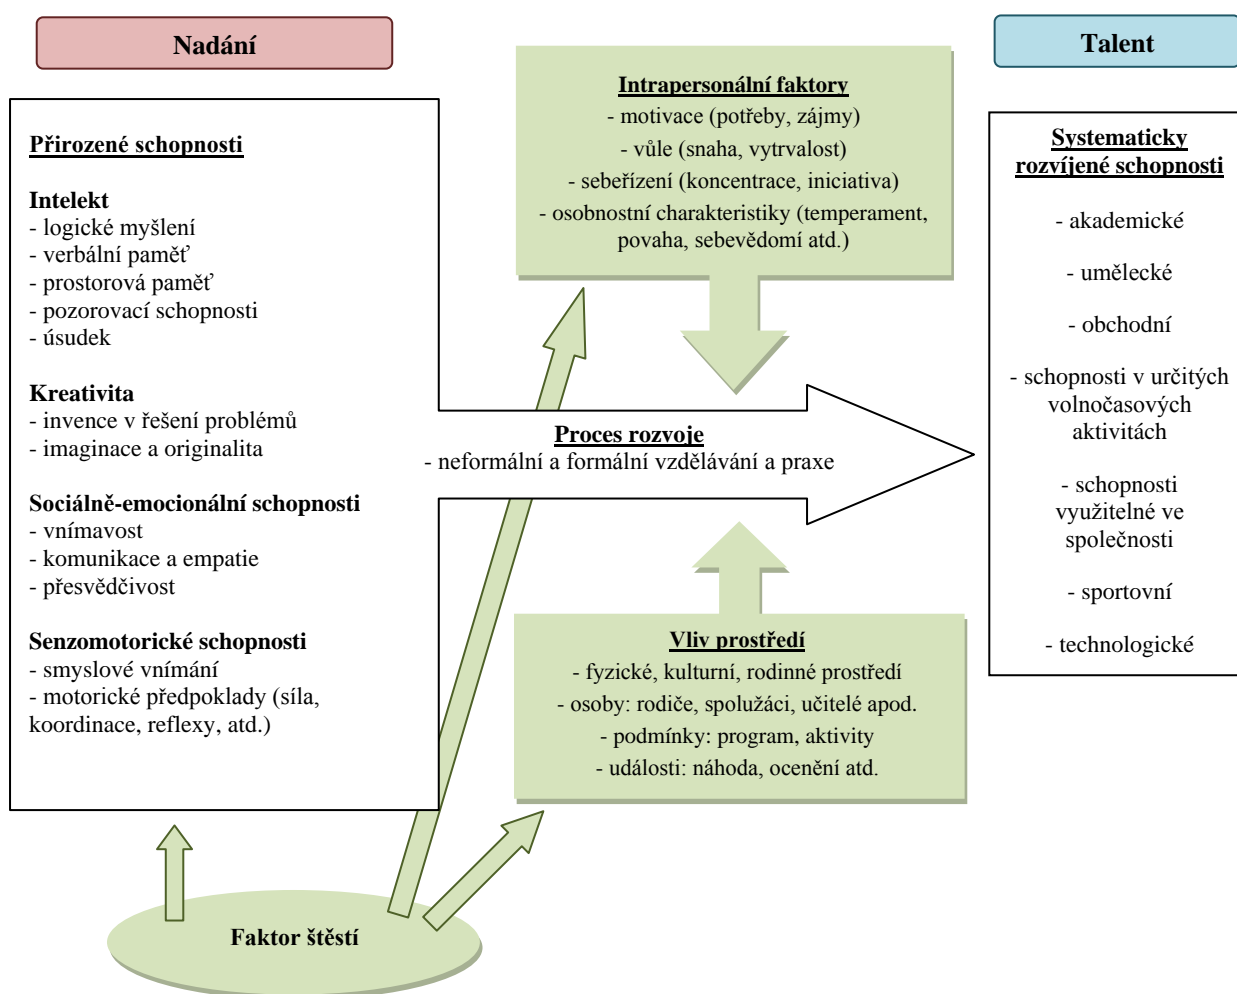 Nadání
Přirozené schopnosti
Intelekt
- logické myšlení
- verbální paměť
- prostorová paměť
- pozorovací schopnosti
- úsudek
Kreativita
- invence v řešení problémů
- imaginace a originalita
Sociálně-emocionální schopnosti
- vnímavost
- komunikace a empatie
- přesvědčivost
Senzomotorické schopnosti
- smyslové vnímání
- motorické předpoklady (síla,
koordinace, reflexy, atd.)
Intrapersonální faktory
- motivace (potřeby, zájmy)
- vůle (snaha, vytrvalost)
- sebeřízení (koncentrace, iniciativa)
- osobnostní charakteristiky (temperament,
povaha, sebevědomí atd.)
Proces rozvoje
- neformální a formální vzdělávání a praxe
Vliv prostředí
- fyzické, kulturní, rodinné prostředí
- osoby: rodiče, spolužáci, učitelé apod.
- podmínky: program, aktivity
- události: náhoda, ocenění atd.
Faktor štěstí
Talent
Systematicky
rozvíjené schopnosti
- akademické
- umělecké
- obchodní
- schopnosti v určitých
volnočasových
aktivitách
- schopnosti
využitelné ve
společnosti
- sportovní
- technologické